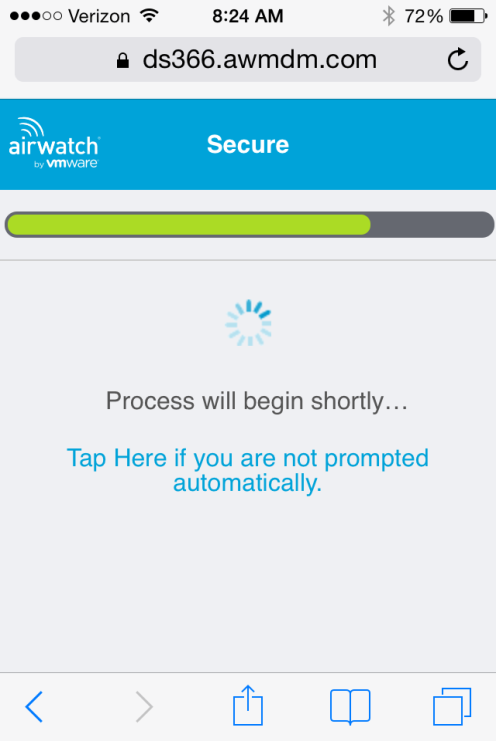 Verizon 8:24 AM 72%
ds366.awmdm.com
airwatch
by vmware
Secure
Process will begin shortly...
Tap Here if you are not prompted
automatically.